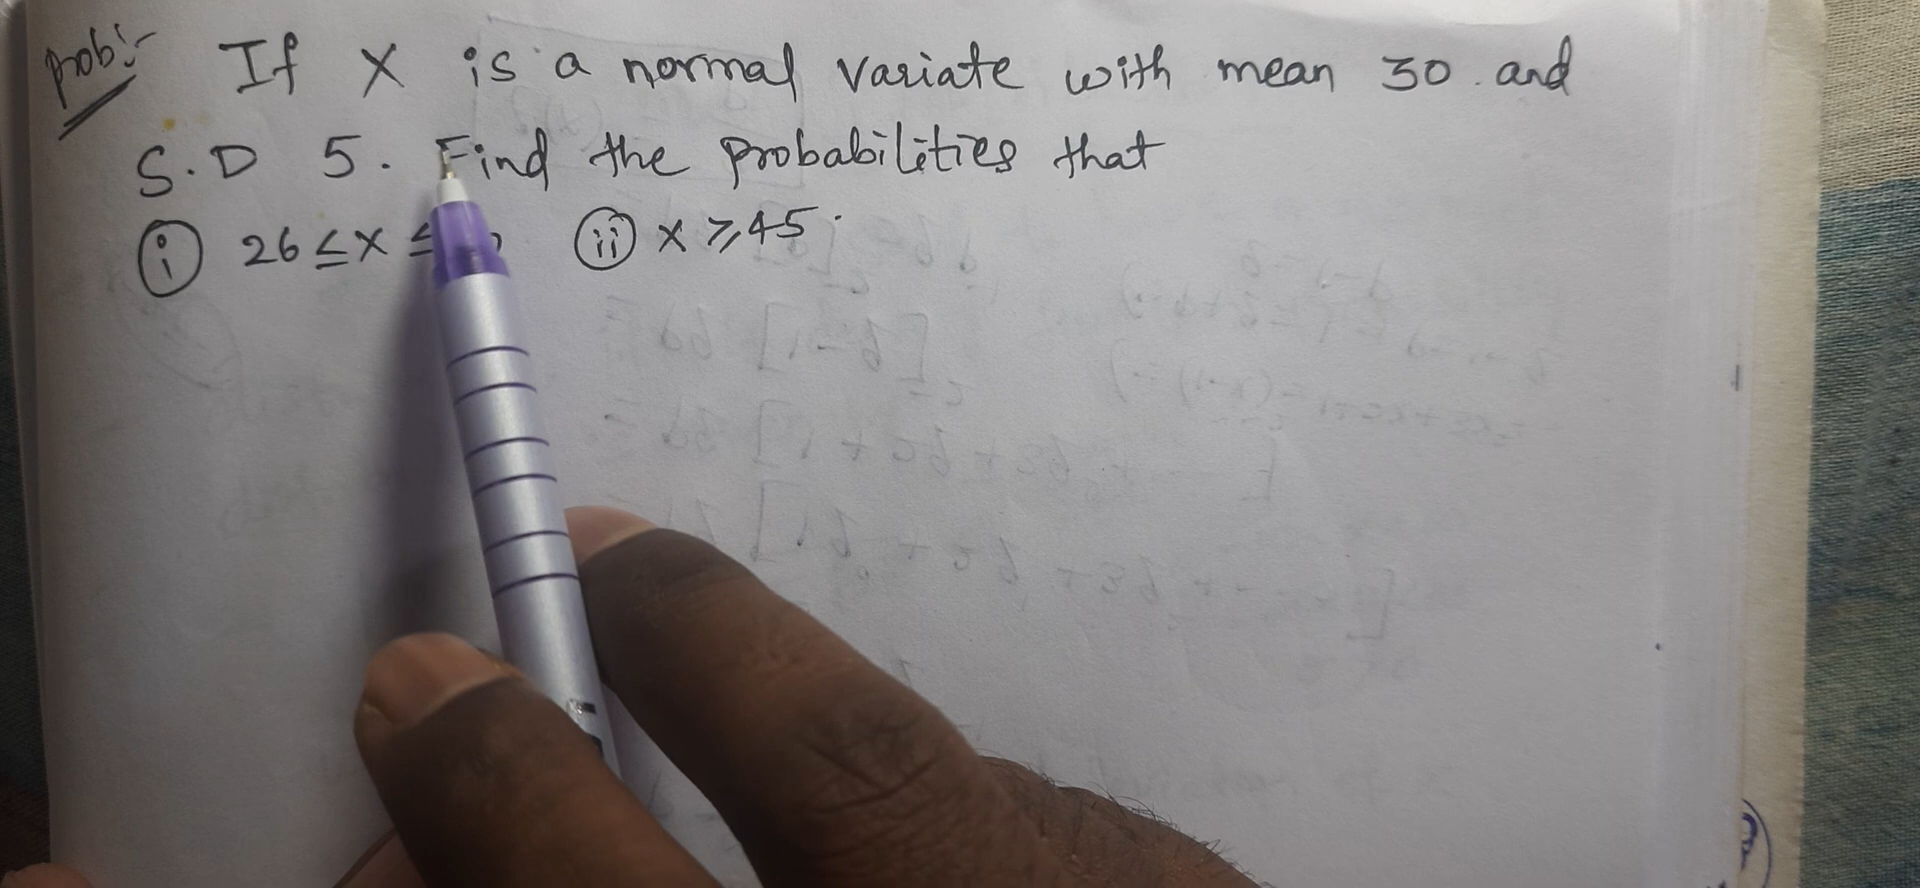 prob:- If X is a normal variate with mean 30 and
S.D 5. Find the probabilities that
(i) 26 ≤ X ≤ (ii) X ≥ 45.